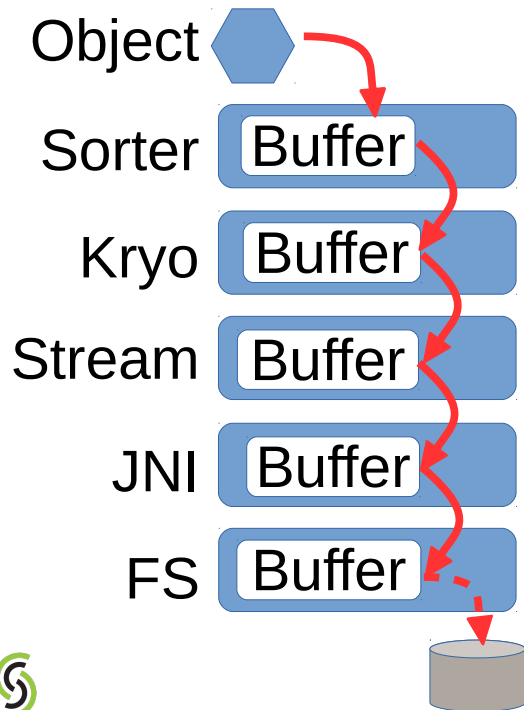 Object
Sorter Buffer
Kryo Buffer
Stream Buffer
JNI Buffer
FS Buffer